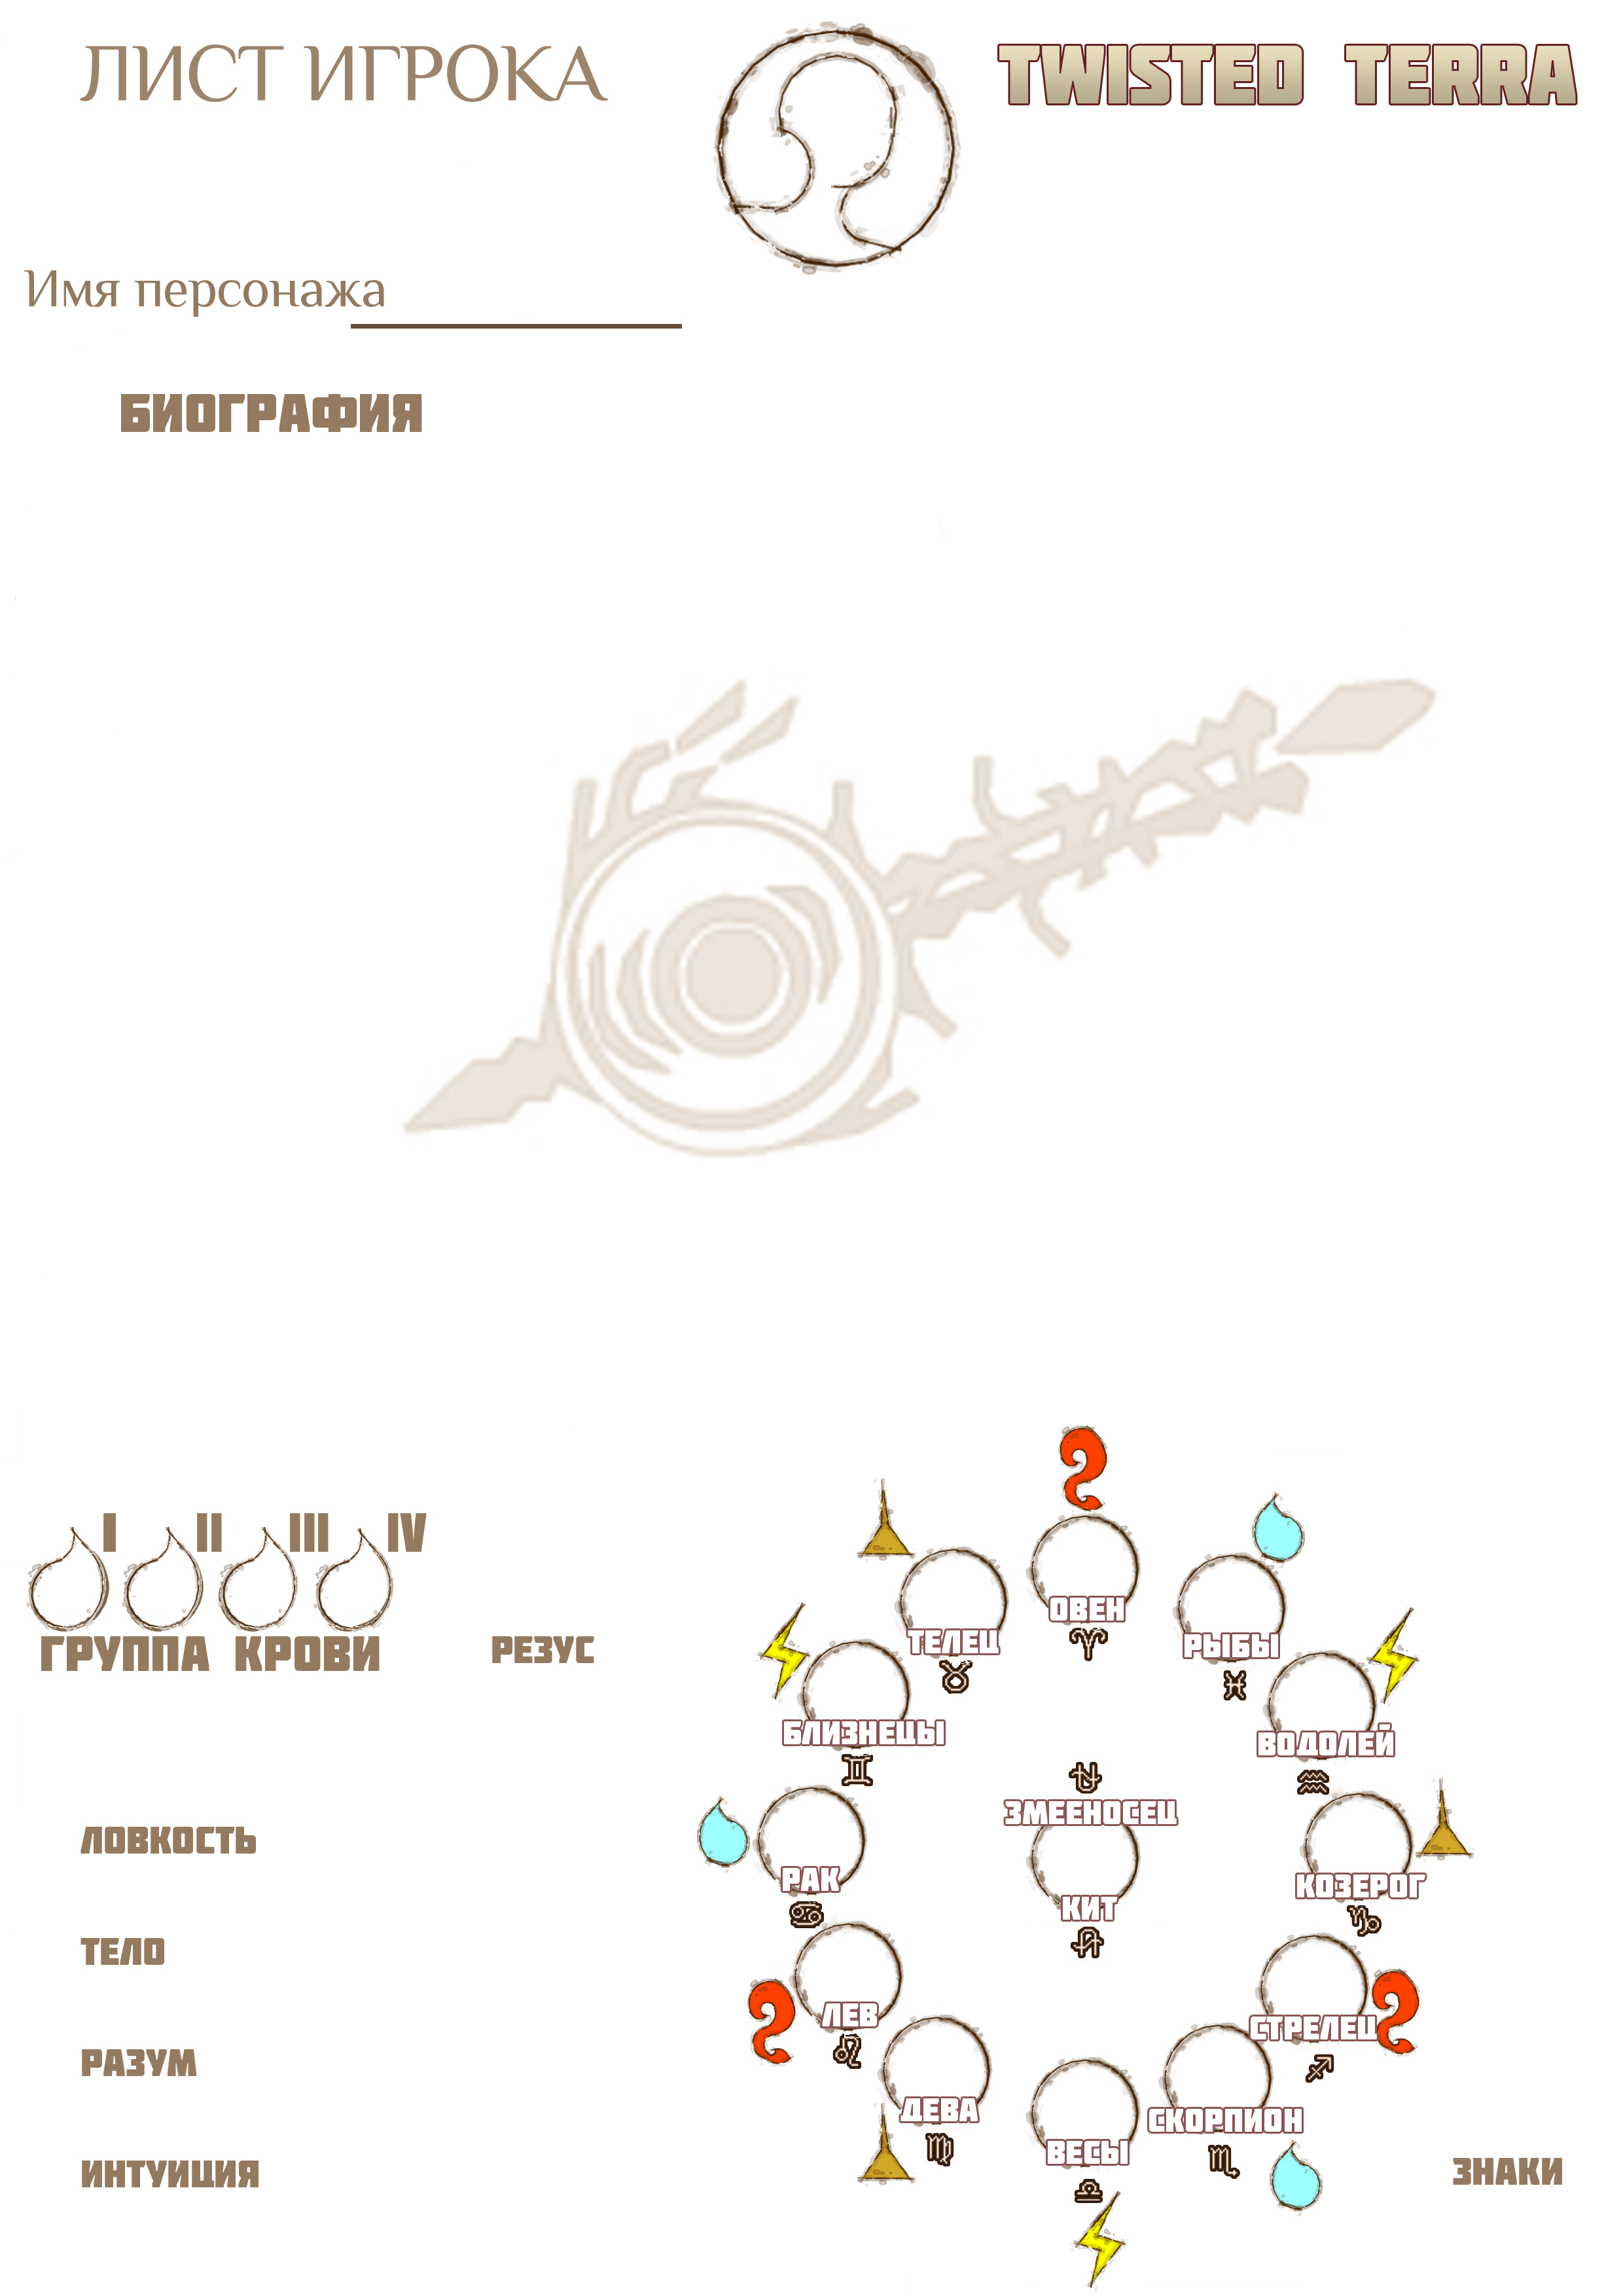 ЛИСТ ИГРОКА
TWISTED TERRA
Имя персонажа
БИОГРАФИЯ
I II III IV
ГРУППА КРОВИ
РЕЗУС
ОВЕН
ТЕЛЕЦ
РЫБЫ
БЛИЗНЕЦЫ
ВОДОЛЕЙ
ЗМЕЕНОСЕЦ
ЛОВКОСТЬ
РАК
КОЗЕРОГ
КИТ
ТЕЛО
ЛЕВ
СТРЕЛЕЦ
РАЗУМ
ДЕВА
СКОРПИОН
ВЕСЫ
ИНТУИЦИЯ
ЗНАКИ